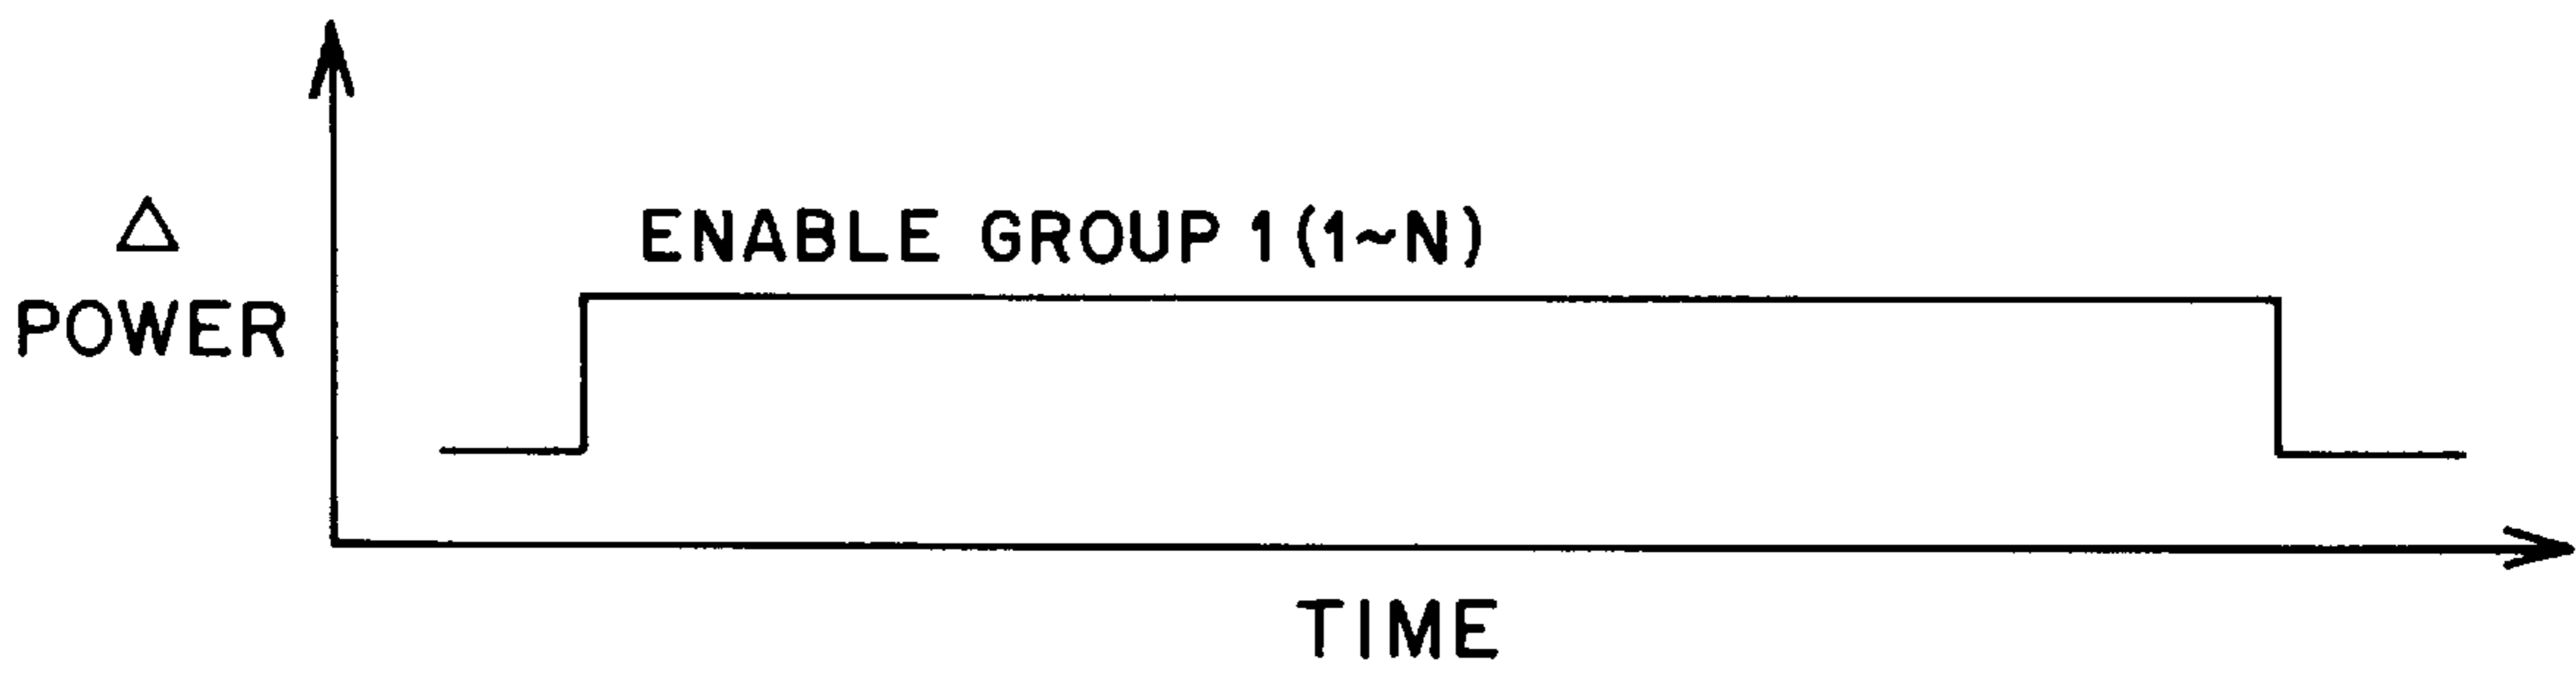 △
POWER
ENABLE GROUP 1 (1~N)
TIME